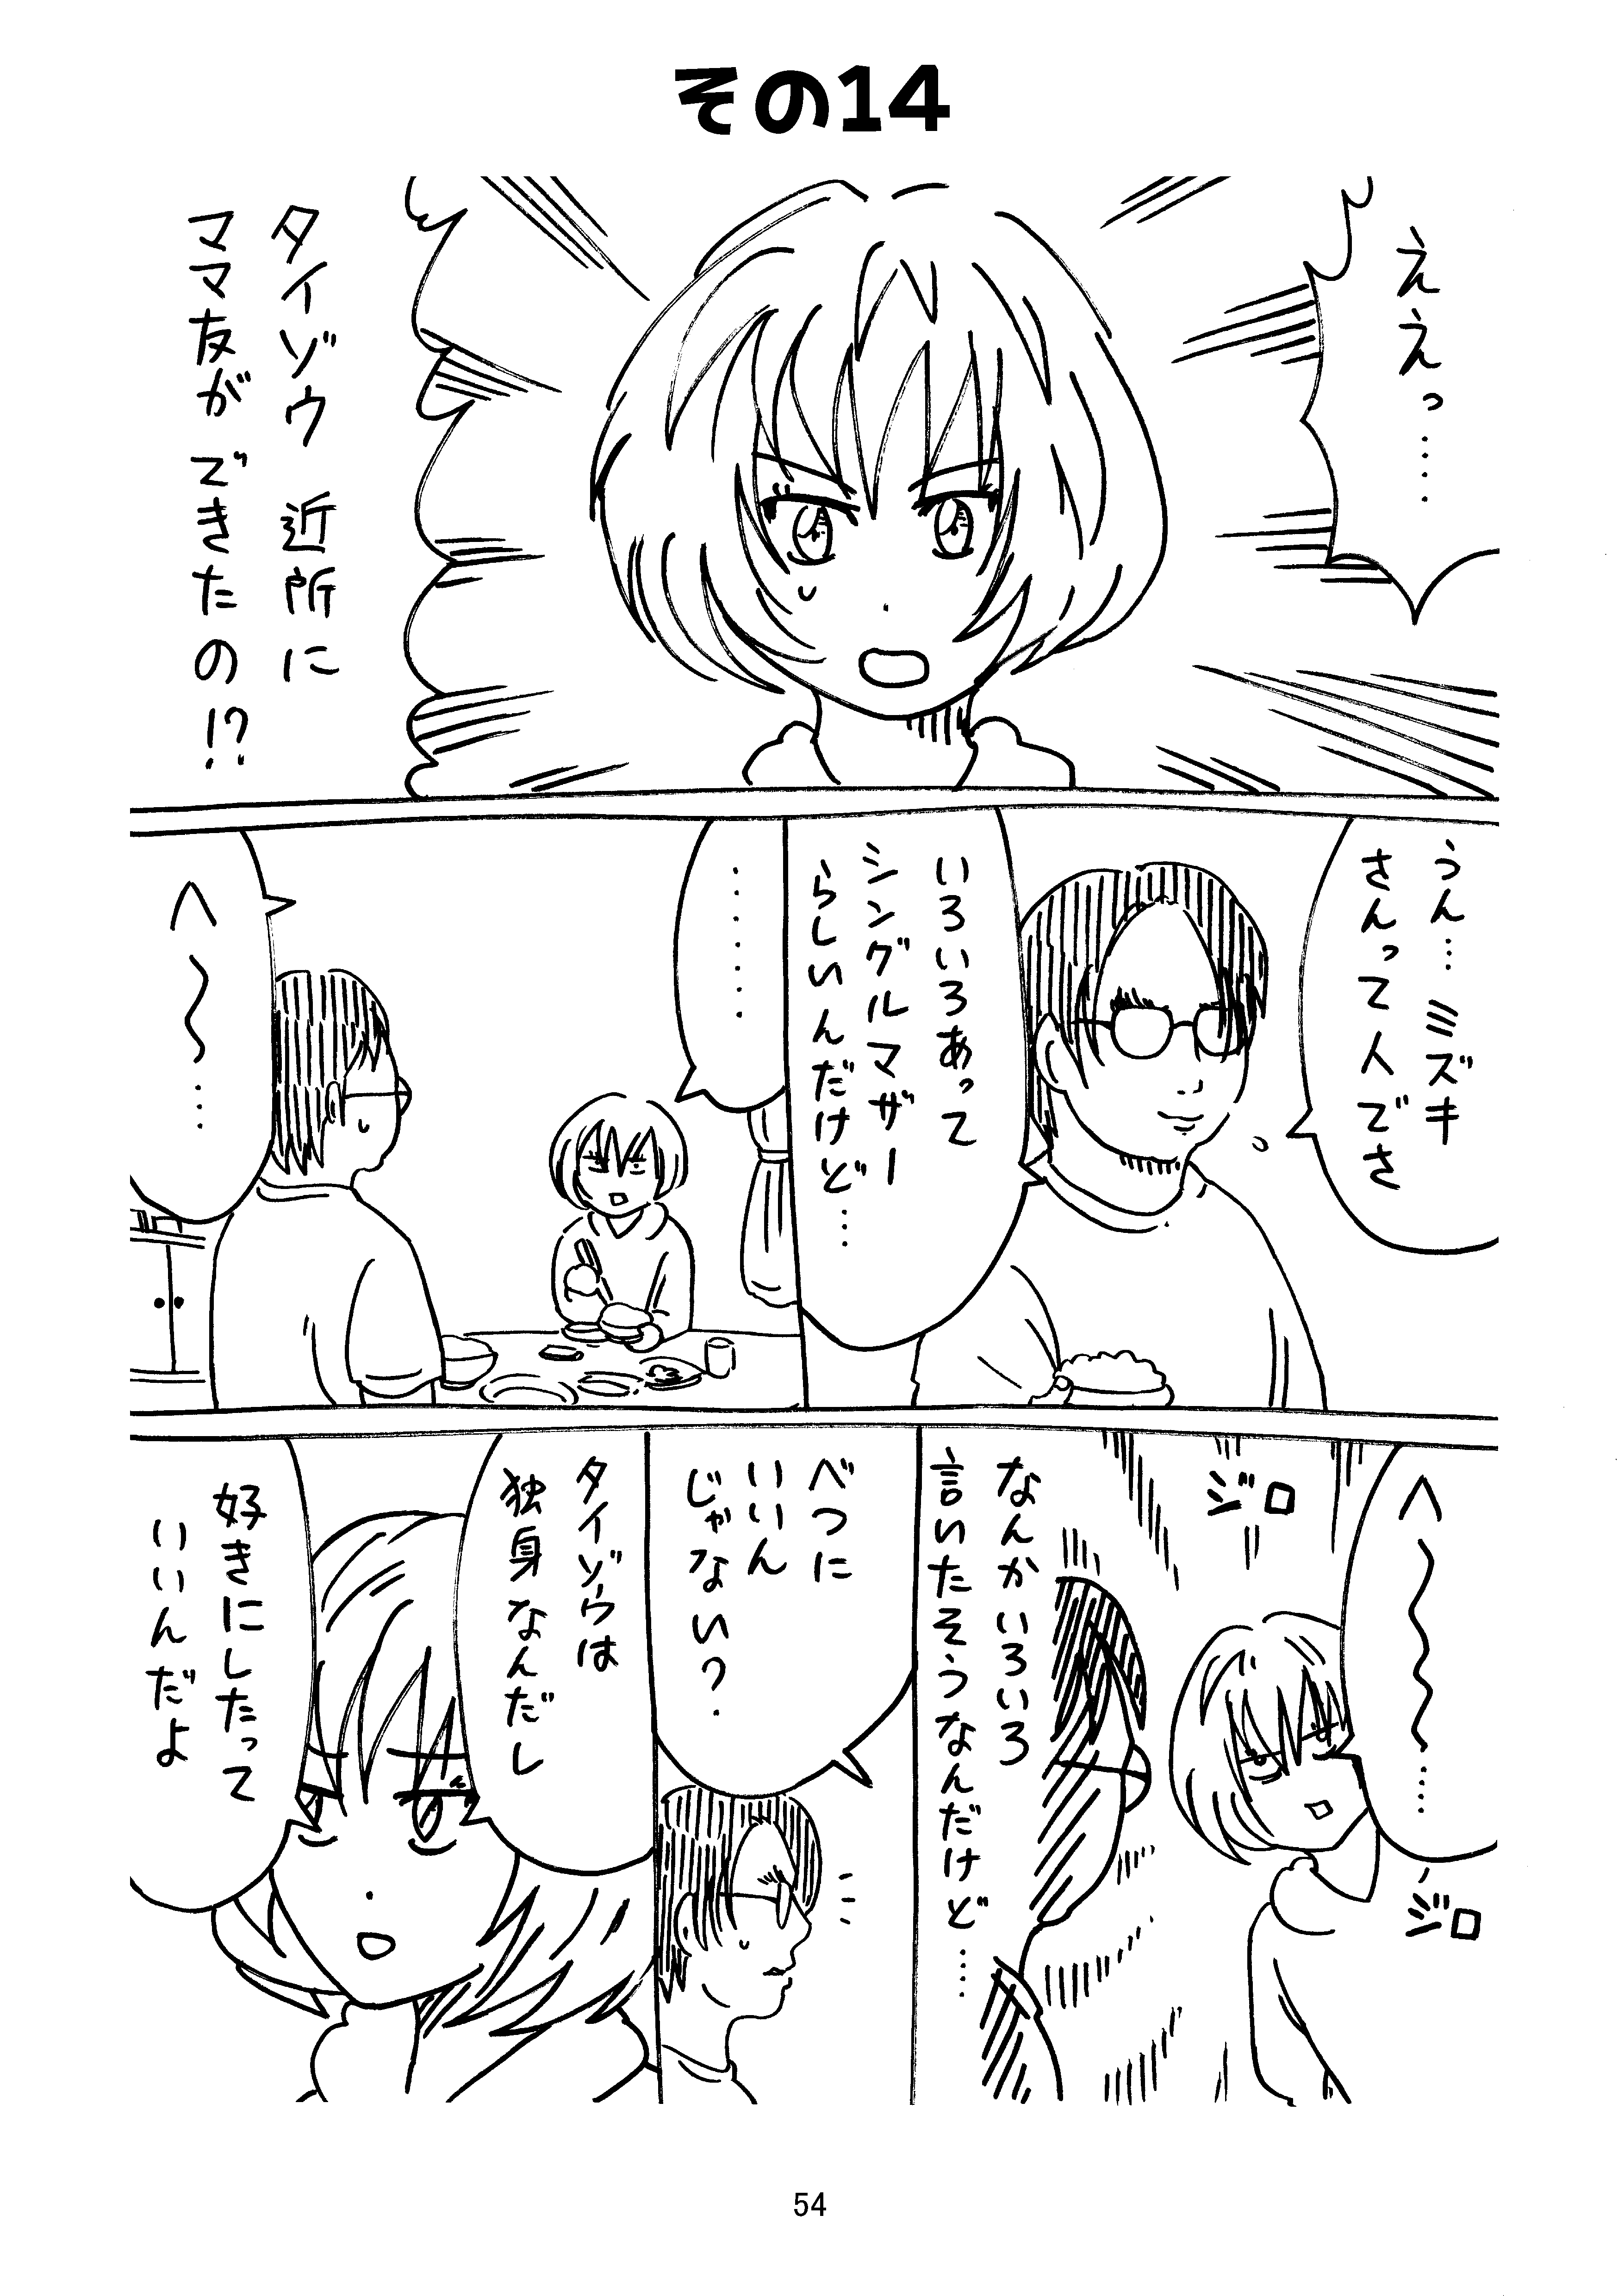 その14
ええっ……
タイゾウ 近所に
ママ友ができたの!?
うん…ミズキ
さんって人でさ
いろいろあって
シングルマザー
らしいんだけど…
……
へ〜…
へ〜〜…
ジロ
ジロ
なんかいろいろ
言いたそうなんだけど…
べつに
いいん
じゃない?
タイゾウは
独身なんだし
好きにしたって
いいんだよ
54